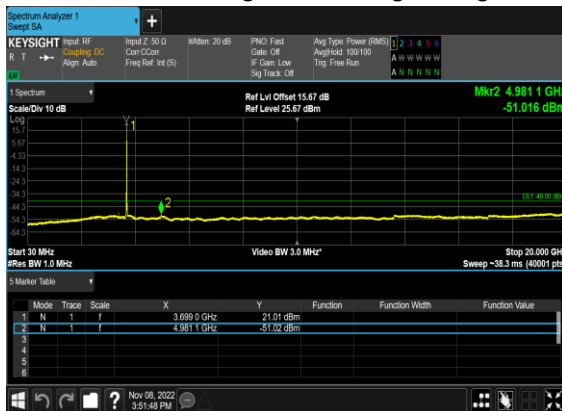 Spectrum Analyzer 1
Swept SA
+
KEYSIGHT Input: RF Input Z: 50 Ω #Atten: 20 dB PNO: Fast Avg Type: Power (RMS) 1 2 3 4 5 6
R T Coupling: DC Corr CCorr Gate: Off Avg|Hold: 100/100 A W W W W W
Align: Auto Freq Ref: Int (S) IF Gain: Low Trig: Free Run
Sig Track: Off A N N N N N
1 Spectrum Ref Lvl Offset 15.67 dB Mkr2 4.981 1 GHz
Scale/Div 10 dB Ref Level 25.67 dBm -51.016 dBm
Log
15.7
5.67
-4.33
-14.3
-24.3
-34.3
-44.3
-54.3
-64.3
1
2
Start 30 MHz Video BW 3.0 MHz* Stop 20.000 GHz
#Res BW 1.0 MHz Sweep ~38.3 ms (40001 pts)
5 Marker Table
Mode Trace Scale X Y Function Function Width Function Value
1 N 1 f 3.699 0 GHz 21.01 dBm
2 N 1 f 4.981 1 GHz -51.02 dBm
3
4
5
6
? Nov 08, 2022
3:51:48 PM